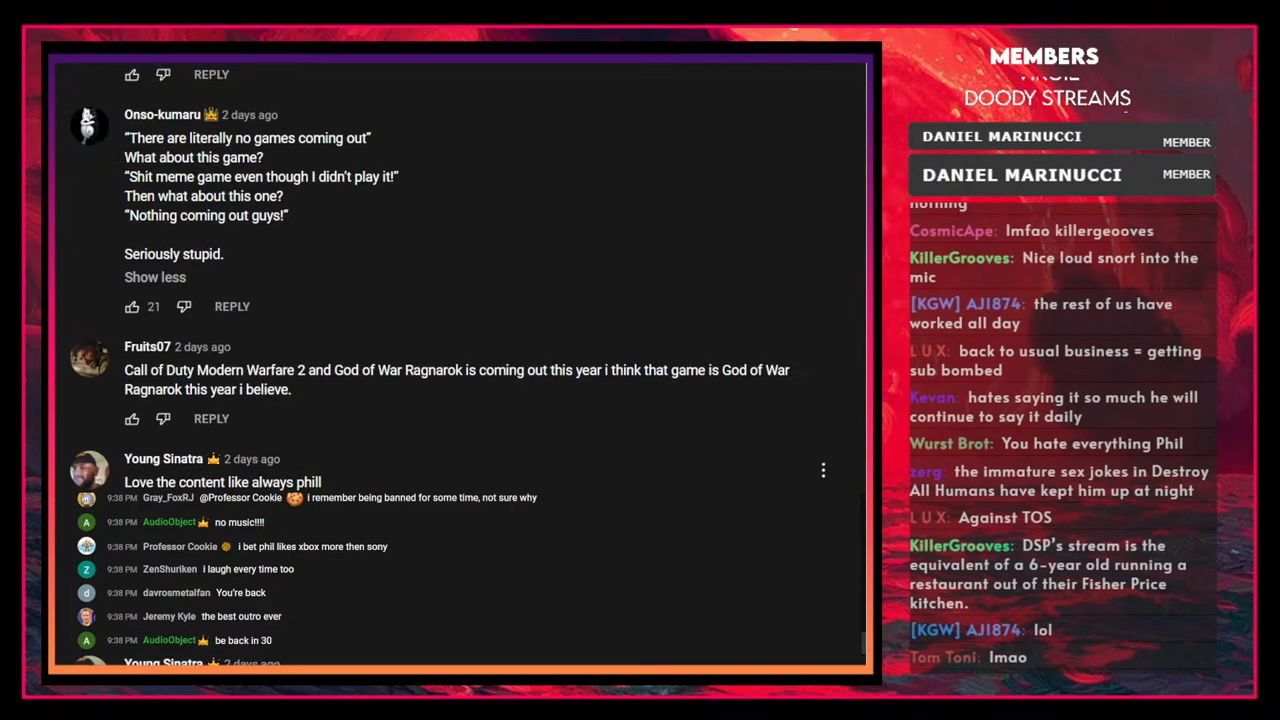 REPLY
Onso-kumaru 2 days ago
“There are literally no games coming out”
What about this game?
“Shit meme game even though I didn’t play it!”
Then what about this one?
“Nothing coming out guys!”
Seriously stupid.
Show less
21 REPLY
Fruits07 2 days ago
Call of Duty Modern Warfare 2 and God of War Ragnarok is coming out this year i think that game is God of War
Ragnarok this year i believe.
REPLY
Young Sinatra 2 days ago
Love the content like always phill
9:38 PM Gray_FoxRJ @Professor Cookie i remember being banned for some time, not sure why
A 9:38 PM AudioObject no music!!!!
9:38 PM Professor Cookie i bet phil likes xbox more then sony
Z 9:38 PM ZenShuriken i laugh every time too
d 9:38 PM davrosmetalfan You're back
9:38 PM Jeremy Kyle the best outro ever
A 9:38 PM AudioObject be back in 30
Young Sinatra 2 days ago
MEMBERS
DOODY STREAMS
DANIEL MARINUCCI MEMBER
DANIEL MARINUCCI MEMBER
nothing
CosmicApe: lmfao killergeooves
KillerGrooves: Nice loud snort into the
mic
[KGW] AJ1874: the rest of us have
worked all day
L U X: back to usual business = getting
sub bombed
Kevan: hates saying it so much he will
continue to say it daily
Wurst Brot: You hate everything Phil
zerg: the immature sex jokes in Destroy
All Humans have kept him up at night
L U X: Against TOS
KillerGrooves: DSP's stream is the
equivalent of a 6-year old running a
restaurant out of their Fisher Price
kitchen.
[KGW] AJ1874: lol
Tom Toni: lmao